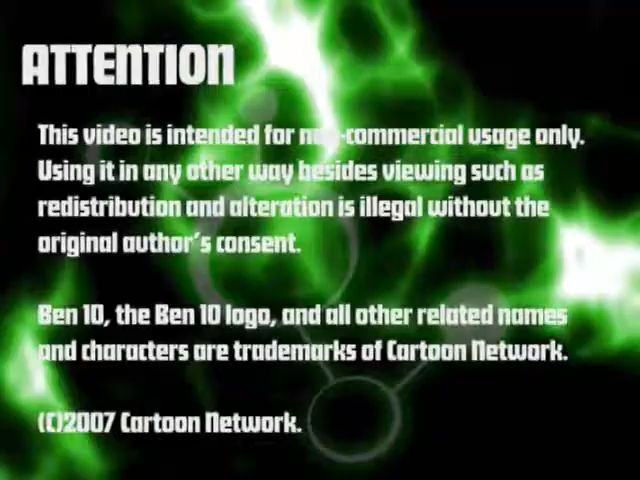 ATTENTION
This video is intended for non-commercial usage only.
Using it in any other way besides viewing such as
redistribution and alteration is illegal without the
original author's consent.
Ben 10, the Ben 10 logo, and all other related names
and characters are trademarks of Cartoon Network.
(C)2007 Cartoon Network.